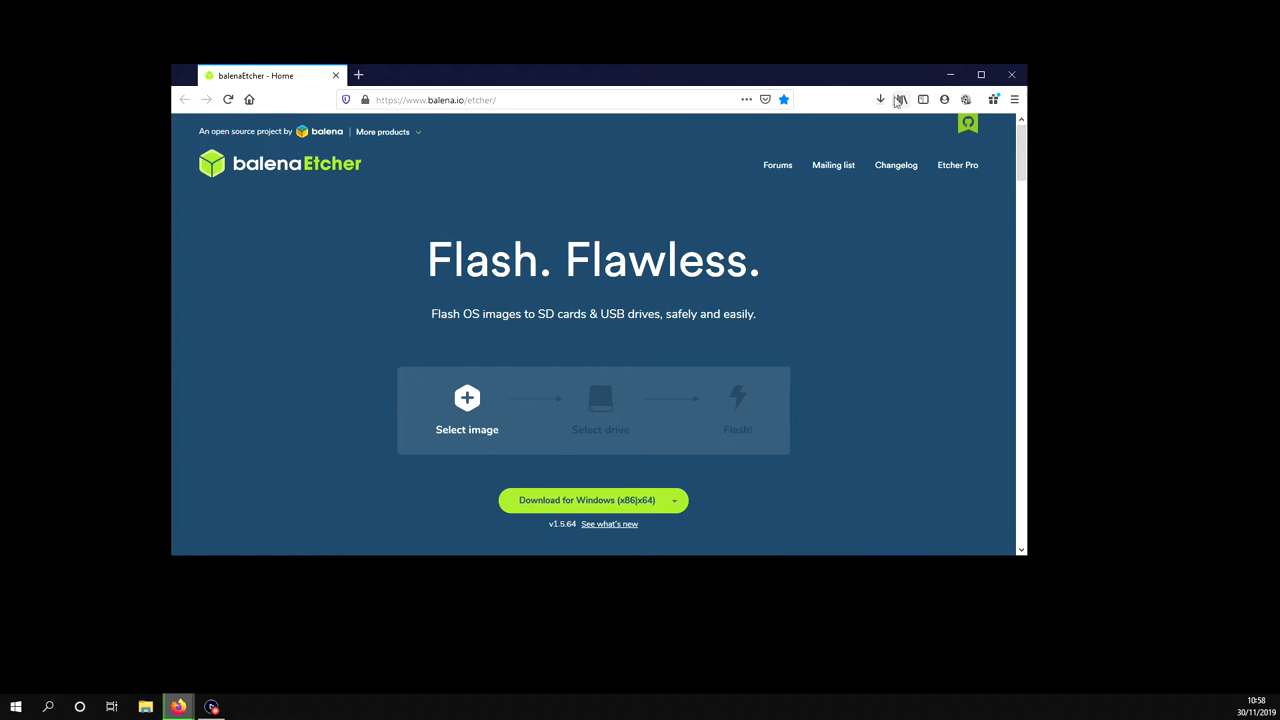 balenaEtcher - Home
https://www.balena.io/etcher/
An open source project by balena | More products
balenaEtcher
Forums Mailing list Changelog Etcher Pro
Flash. Flawless.
Flash OS images to SD cards & USB drives, safely and easily.
Select image Select drive Flash!
Download for Windows (x86|x64)
v1.5.64 See what's new
10:58
30/11/2019